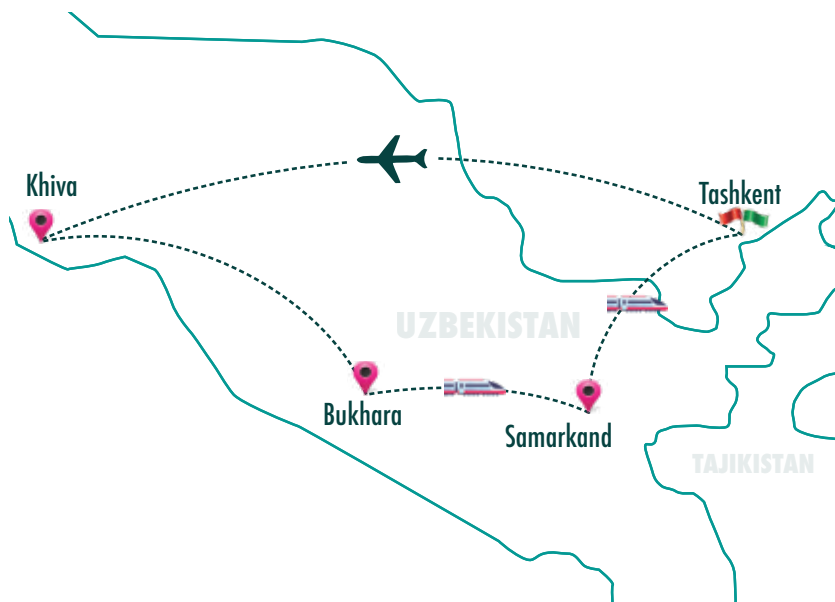 Khiva
Tashkent
UZBEKISTAN
Bukhara
Samarkand
TAJIKISTAN